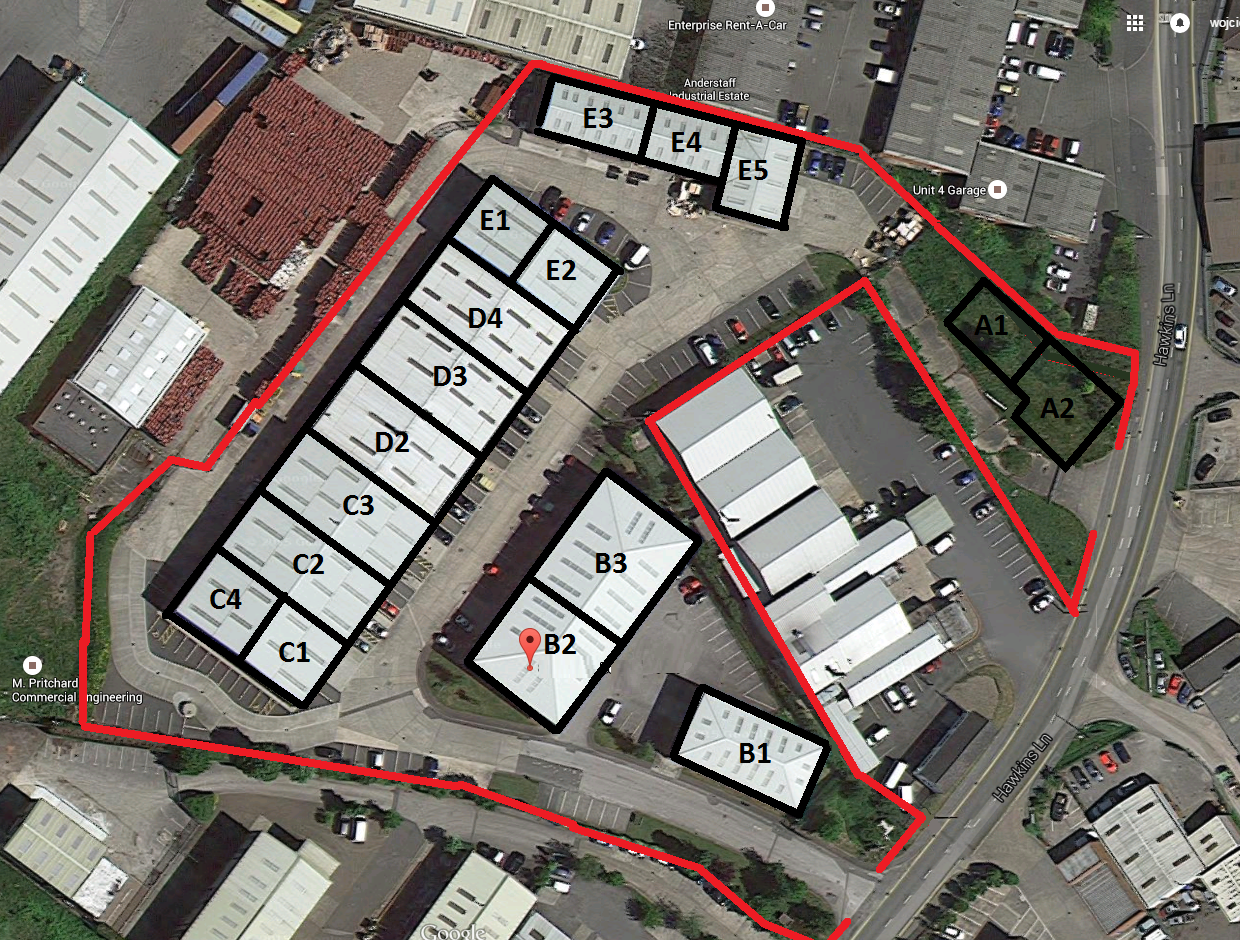 Enterprise Rent-A-Car
wojci
Anderstaff
Industrial Estate
E3
E4
E5
Unit 4 Garage
E1
E2
Hawkins Ln
D4
A1
D3
A2
D2
C3
C2
B3
C4
B2
C1
M. Pritchard
Commercial Engineering
B1
Hawkins Ln
Google